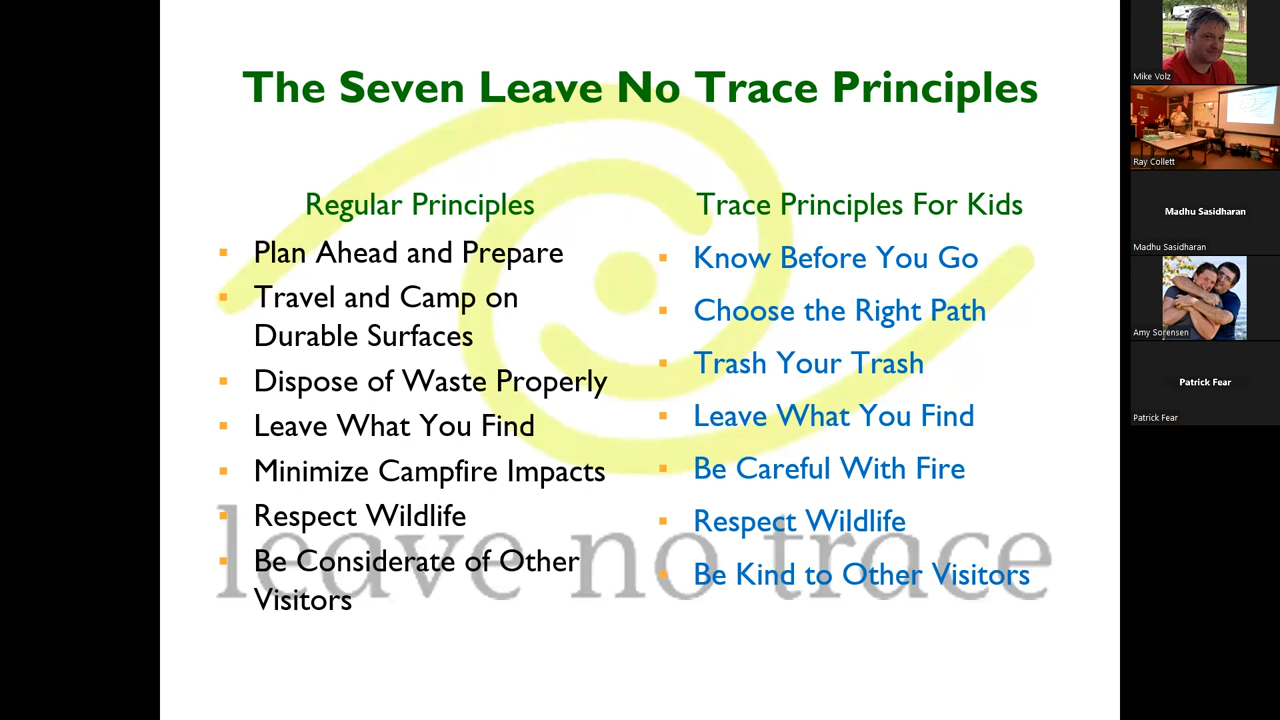 The Seven Leave No Trace Principles
Regular Principles
Plan Ahead and Prepare
Travel and Camp on
Durable Surfaces
Dispose of Waste Properly
Leave What You Find
Minimize Campfire Impacts
Respect Wildlife
Be Considerate of Other
Visitors
Trace Principles For Kids
Know Before You Go
Choose the Right Path
Trash Your Trash
Leave What You Find
Be Careful With Fire
Respect Wildlife
Be Kind to Other Visitors
leave no trace
Mike Volz
Ray Collett
Madhu Sasidharan
Madhu Sasidharan
Amy Sorensen
Patrick Fear
Patrick Fear